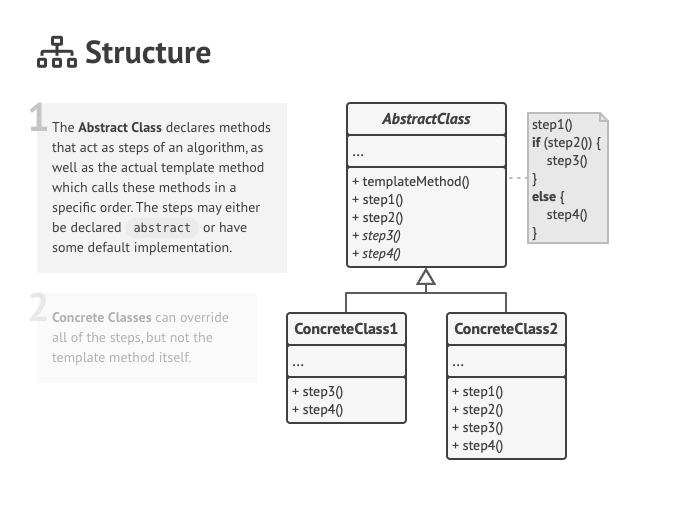 Structure
1
The Abstract Class declares methods
that act as steps of an algorithm, as
well as the actual template method
which calls these methods in a
specific order. The steps may either
be declared abstract or have
some default implementation.
2
Concrete Classes can override
all of the steps, but not the
template method itself.
AbstractClass
...
+ templateMethod()
+ step1()
+ step2()
+ step3()
+ step4()
step1()
if (step2()) {
step3()
}
else {
step4()
}
ConcreteClass1
...
+ step3()
+ step4()
ConcreteClass2
...
+ step1()
+ step2()
+ step3()
+ step4()